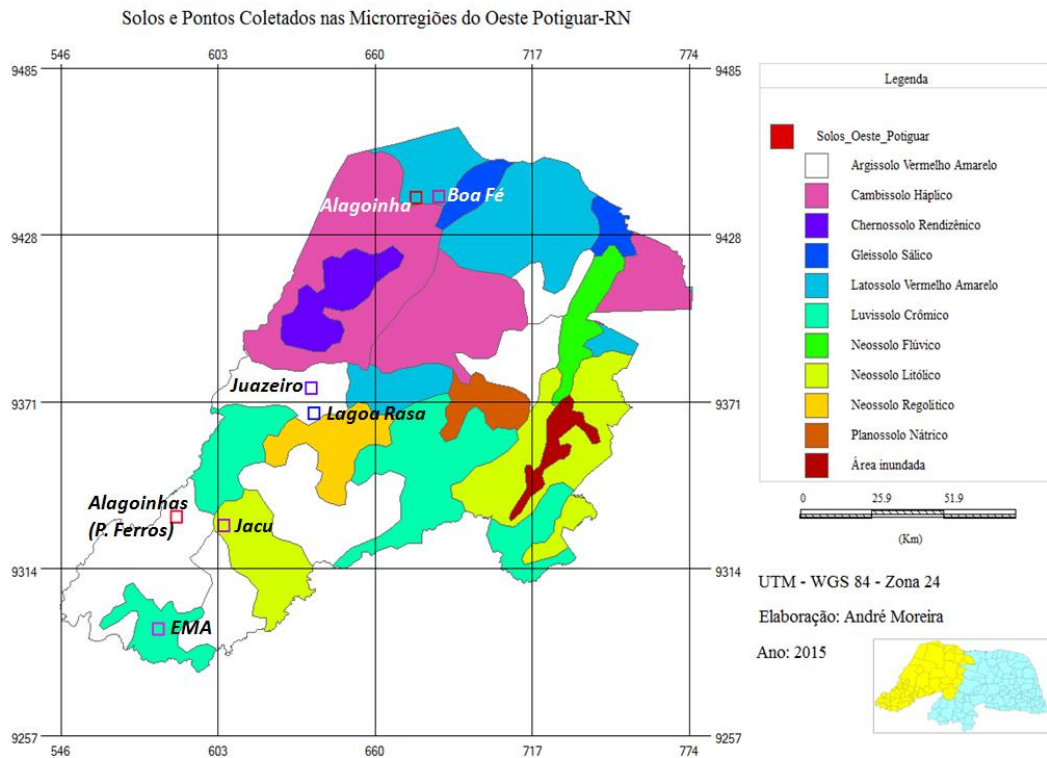 Solos e Pontos Coletados nas Microrregiões do Oeste Potiguar-RN
546 603 660 717 774
9485 9485
Legenda
Solos_Oeste_Potiguar
Argissolo Vermelho Amarelo
Cambissolo Háplico
Chernossolo Rendizênico
Gleissolo Sálico
Latossolo Vermelho Amarelo
Luvissolo Crômico
Neossolo Flúvico
Neossolo Litólico
Neossolo Regolitico
Planossolo Nátrico
Área inundada
Alagoinha
Boa Fé
9428 9428
Juazeiro
9371 9371
Lagoa Rasa
Alagoinhas
(P. Ferros)
Jacu
9314 9314
EMA
9257 9257
546 603 660 717 774
0 25.9 51.9
(Km)
UTM - WGS 84 - Zona 24
Elaboração: André Moreira
Ano: 2015